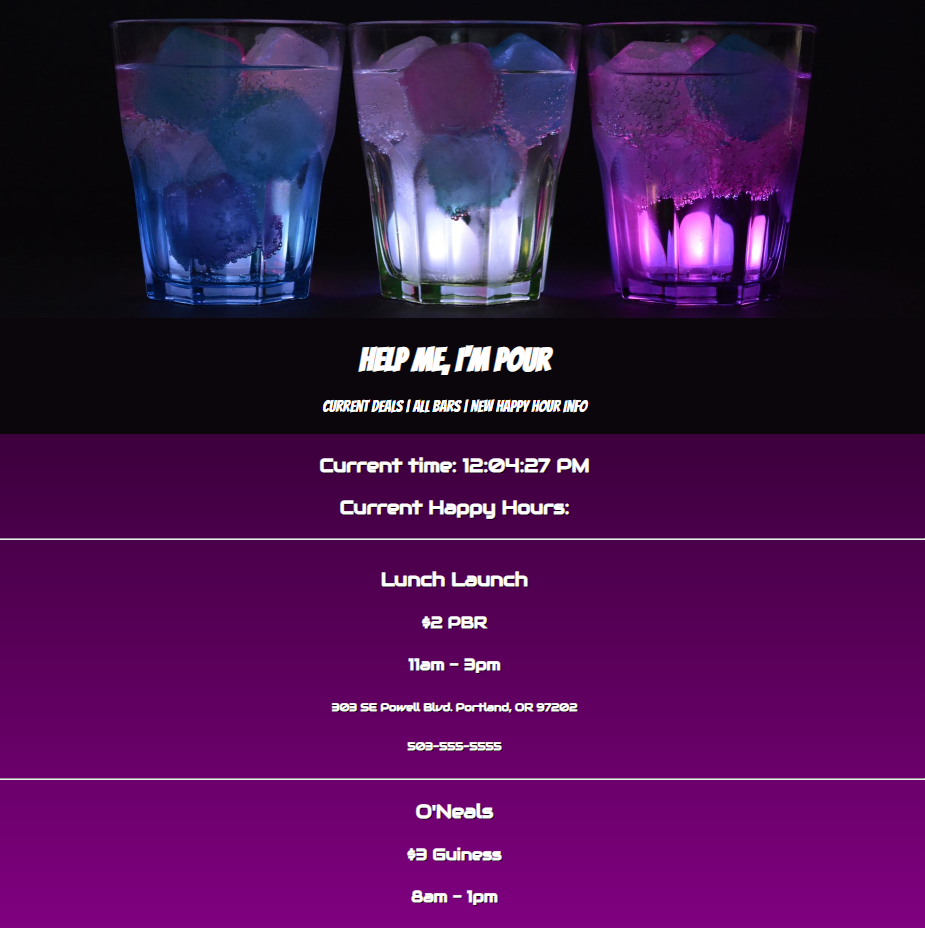 HELP ME, I'M POUR
CURRENT DEALS | ALL BARS | NEW HAPPY HOUR INFO
Current time: 12:04:27 PM
Current Happy Hours:
Lunch Launch
$2 PBR
11am - 3pm
303 SE Powell Blvd. Portland, OR 97202
503-555-5555
O'Neals
$3 Guiness
8am - 1pm